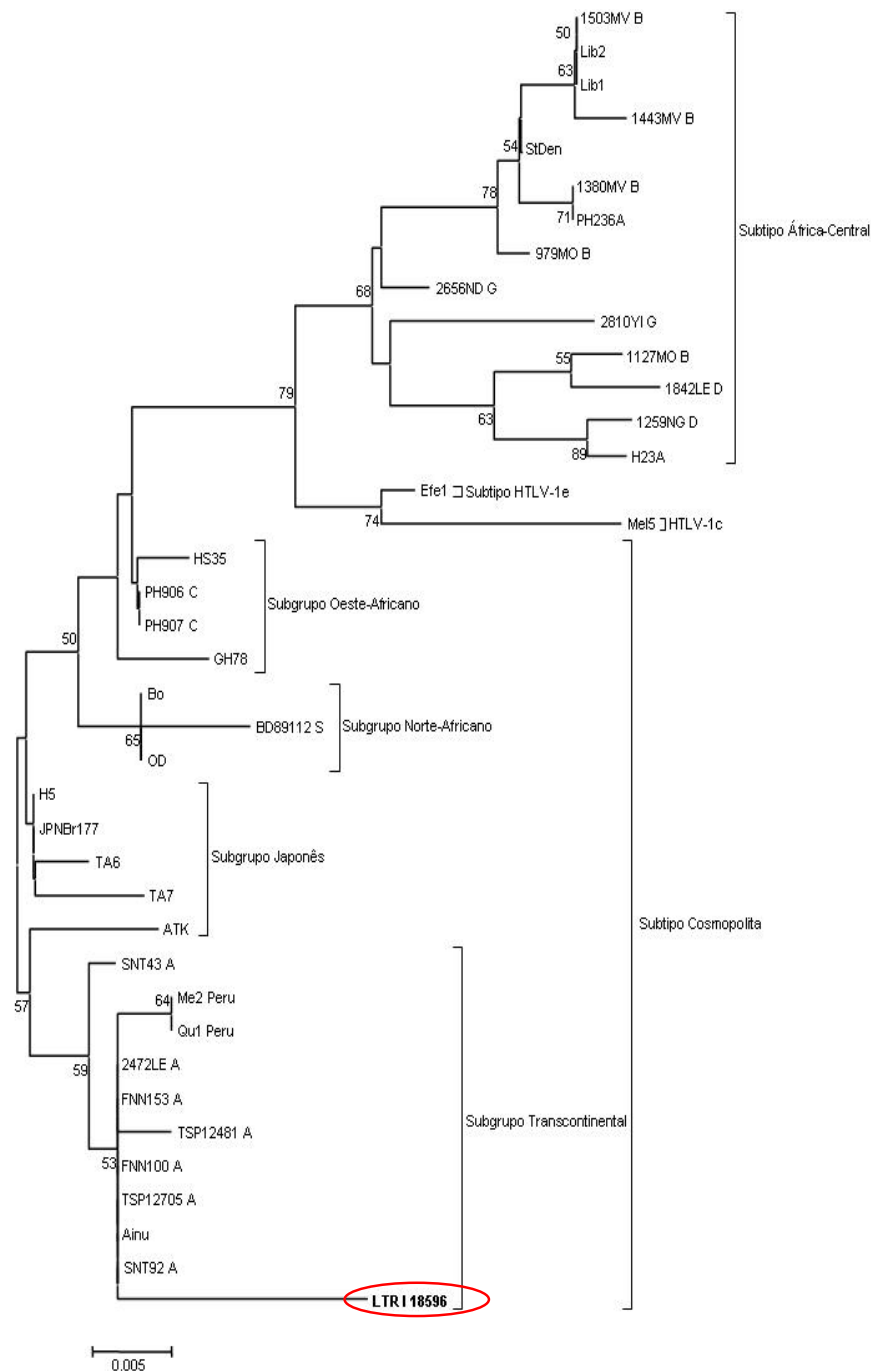 1503MV B
50
Lib2
63
Lib1
1443MV B
54
StDen
1380MV B
78
71
PH236A
Subtipo África-Central
979MO B
68
2656ND G
2810YI G
55
1127MO B
79
1842LE D
63
1259NG D
89
H23A
Efe1
Subtipo HTLV-1e
74
Mel5
HTLV-1c
HS35
PH906 C
Subgrupo Oeste-Africano
PH907 C
50
GH78
Bo
BD89112 S
Subgrupo Norte-Africano
65
OD
H5
JPNBr177
Subgrupo Japonês
TA6
TA7
Subtipo Cosmopolita
ATK
SNT43 A
57
64
Me2 Peru
Qu1 Peru
59
2472LE A
FNN153 A
Subgrupo Transcontinental
TSP12481 A
53
FNN100 A
TSP12705 A
Ainu
SNT92 A
LTR I 18596
0.005